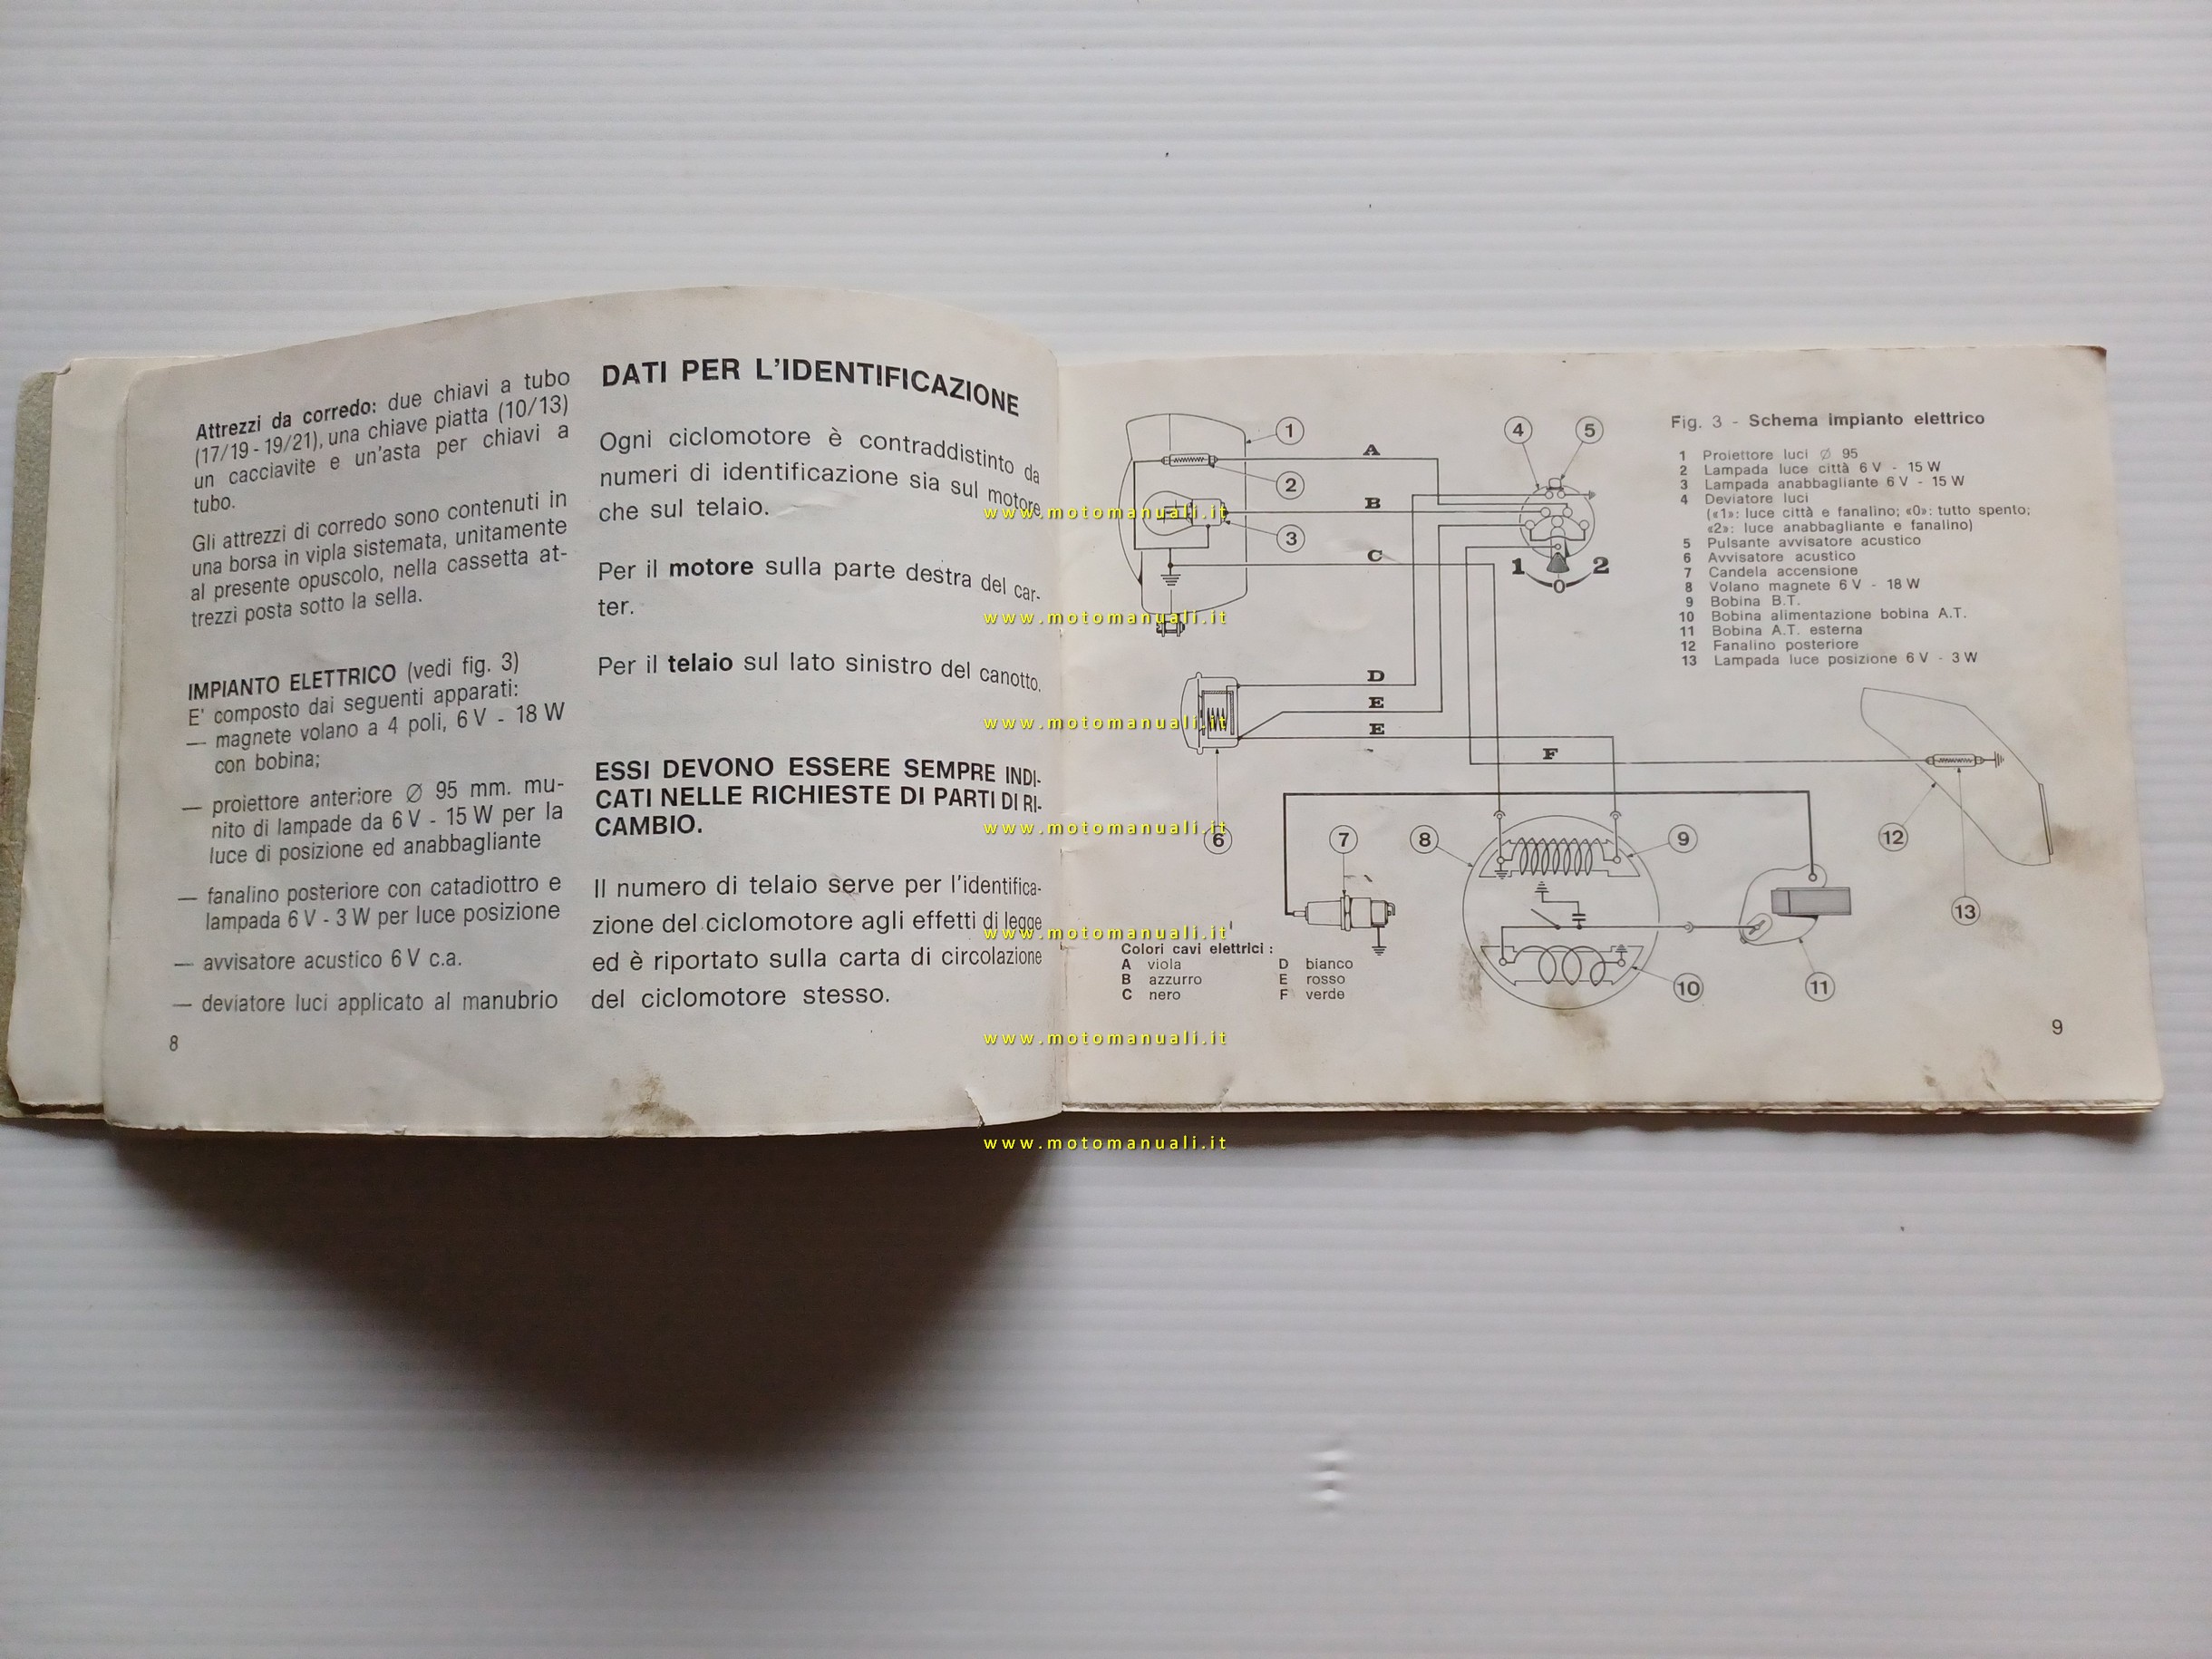 Attrezzi da corredo: due chiavi a tubo
(17/19 - 19/21), una chiave piatta (10/13)
un cacciavite e un'asta per chiavi a
tubo.
Gli attrezzi di corredo sono contenuti in
una borsa in vipla sistemata, unitamente
al presente opuscolo, nella cassetta at-
trezzi posta sotto la sella.
IMPIANTO ELETTRICO (vedi fig. 3)
E' composto dai seguenti apparati:
— magnete volano a 4 poli, 6 V - 18 W
con bobina;
— proiettore anteriore Ø 95 mm. mu-
nito di lampade da 6 V - 15 W per la
luce di posizione ed anabbagliante
— fanalino posteriore con catadiottro e
lampada 6 V - 3 W per luce posizione
— avvisatore acustico 6 V c.a.
— deviatore luci applicato al manubrio
8
DATI PER L'IDENTIFICAZIONE
Ogni ciclomotore è contraddistinto da
numeri di identificazione sia sul motore
che sul telaio.
Per il motore sulla parte destra del car-
ter.
Per il telaio sul lato sinistro del canotto.
ESSI DEVONO ESSERE SEMPRE INDI-
CATI NELLE RICHIESTE DI PARTI DI RI-
CAMBIO.
Il numero di telaio serve per l'identifica-
zione del ciclomotore agli effetti di legge
ed è riportato sulla carta di circolazione
del ciclomotore stesso.
www.motomanuali.it
www.motomanuali.it
www.motomanuali.it
www.motomanuali.it
www.motomanuali.it
www.motomanuali.it
www.motomanuali.it
1
2
3
A
B
C
4
5
1
0
2
D
E
E
F
6
7
8
9
10
11
12
13
Fig. 3 - Schema impianto elettrico
1 Proiettore luci Ø 95
2 Lampada luce città 6 V - 15 W
3 Lampada anabbagliante 6 V - 15 W
4 Deviatore luci
(«1»: luce città e fanalino; «0»: tutto spento;
«2»: luce anabbagliante e fanalino)
5 Pulsante avvisatore acustico
6 Avvisatore acustico
7 Candela accensione
8 Volano magnete 6 V - 18 W
9 Bobina B.T.
10 Bobina alimentazione bobina A.T.
11 Bobina A.T. esterna
12 Fanalino posteriore
13 Lampada luce posizione 6 V - 3 W
Colori cavi elettrici :
A viola D bianco
B azzurro E rosso
C nero F verde
9